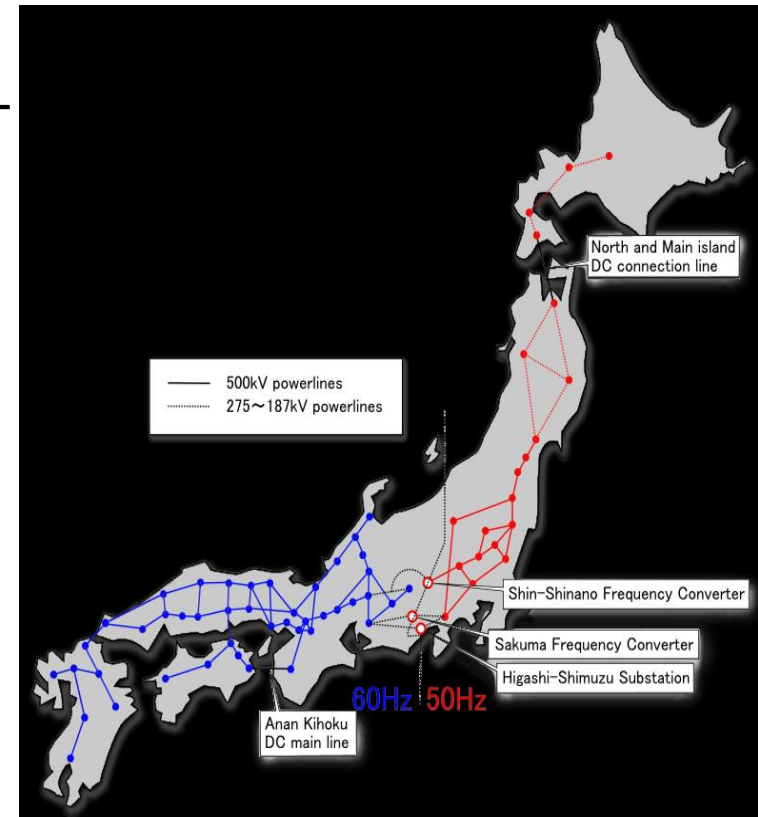 North and Main island
DC connection line
500kV powerlines
275～187kV powerlines
Shin-Shinano Frequency Converter
Sakuma Frequency Converter
Higashi-Shimuzu Substation
60Hz 50Hz
Anan Kihoku
DC main line